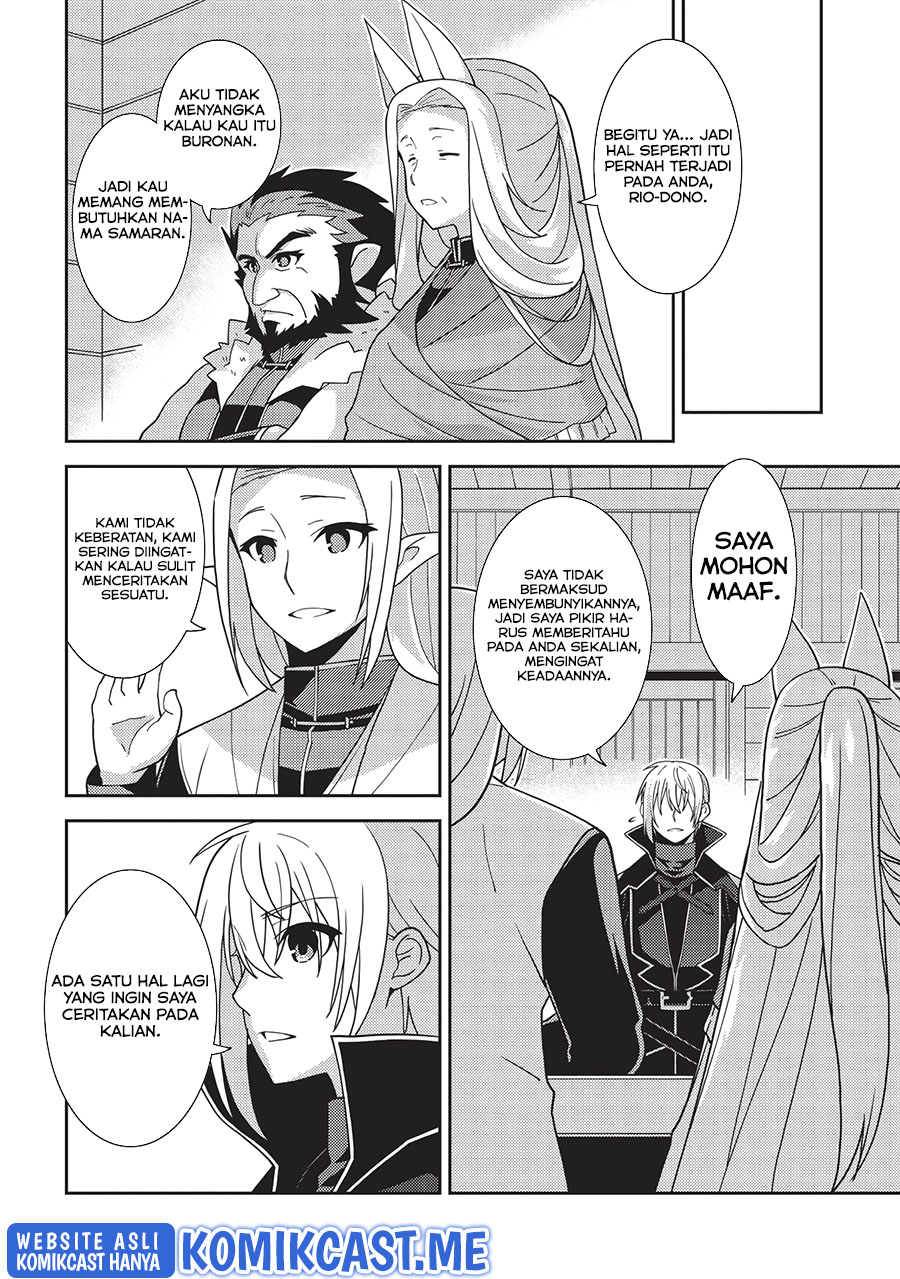 BEGITU YA... JADI
HAL SEPERTI ITU
PERNAH TERJADI
PADA ANDA,
RIO-DONO.
AKU TIDAK
MENYANGKA
KALAU KAU ITU
BURONAN.
JADI KAU
MEMANG MEM-
BUTUHKAN NA-
MA SAMARAN.
SAYA
MOHON
MAAF.
SAYA TIDAK
BERMAKSUD
MENYEMBUNYIKANNYA,
JADI SAYA PIKIR HA-
RUS MEMBERITAHU
PADA ANDA SEKALIAN,
MENGINGAT
KEADAANNYA.
KAMI TIDAK
KEBERATAN, KAMI
SERING DIINGAT-
KAN KALAU SULIT
MENCERITAKAN
SESUATU.
ADA SATU HAL LAGI
YANG INGIN SAYA
CERITAKAN PADA
KALIAN.
WEBSITE ASLI
KOMIKCAST HANYA
KOMIKCAST.ME